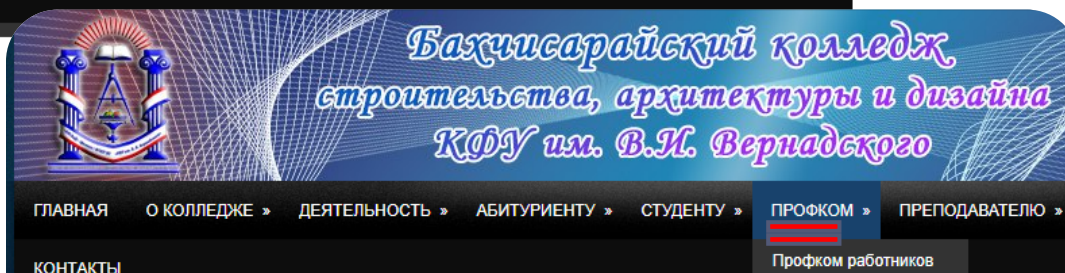 Бахчисарайский колледж
строительства, архитектуры и дизайна
КФУ им. В.И. Вернадского
ГЛАВНАЯ О КОЛЛЕДЖЕ » ДЕЯТЕЛЬНОСТЬ » АБИТУРИЕНТУ » СТУДЕНТУ » ПРОФКОМ » ПРЕПОДАВАТЕЛЮ »
КОНТАКТЫ Профком работников